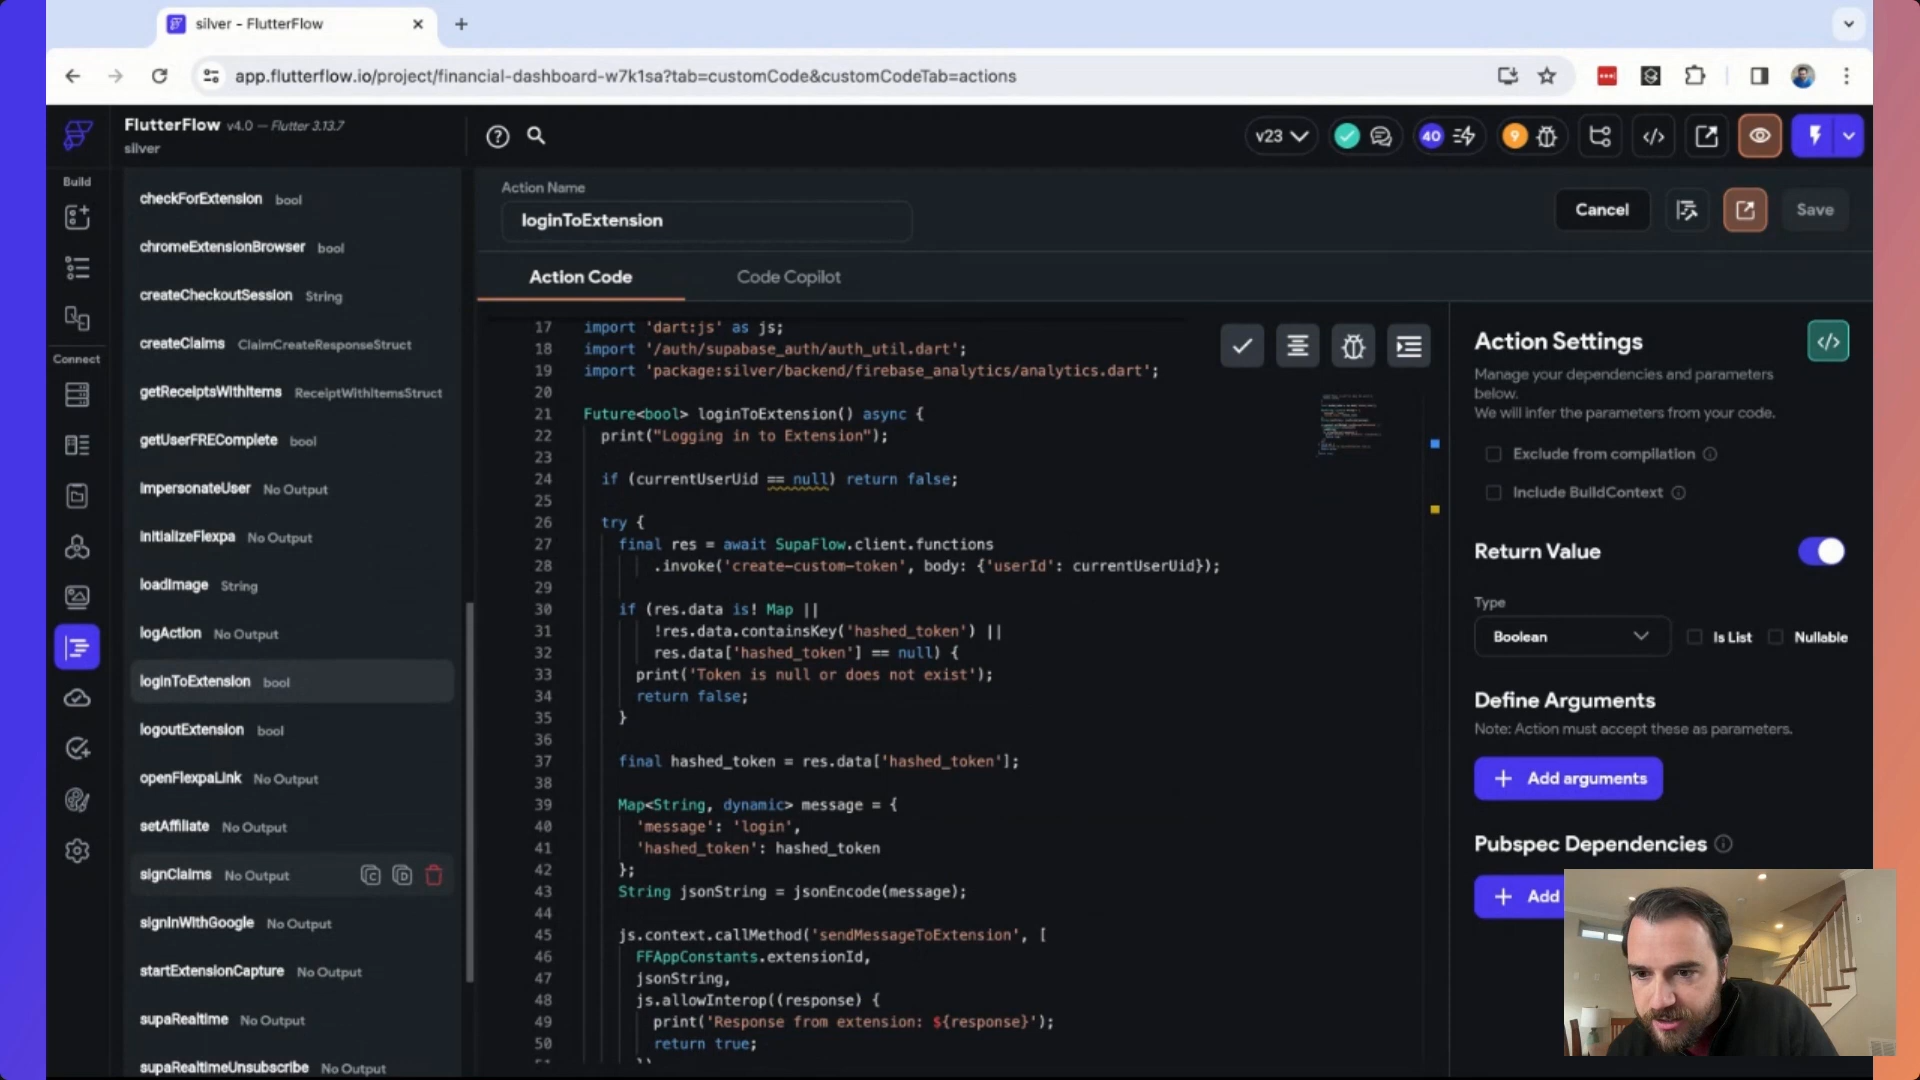 silver - FlutterFlow
app.flutterflow.io/project/financial-dashboard-w7k1sa?tab=customCode&customCodeTab=actions
FlutterFlow v4.0 — Flutter 3.13.7
silver
v23
40
9
Build
Connect
checkForExtension bool
chromeExtensionBrowser bool
createCheckoutSession String
createClaims ClaimCreateResponseStruct
getReceiptsWithItems ReceiptWithItemsStruct
getUserFREComplete bool
impersonateUser No Output
initializeFlexpa No Output
loadImage String
logAction No Output
loginToExtension bool
logoutExtension bool
openFlexpaLink No Output
setAffiliate No Output
signClaims No Output
signInWithGoogle No Output
startExtensionCapture No Output
supaRealtime No Output
supaRealtimeUnsubscribe No Output
Action Name
loginToExtension
Cancel
Save
Action Code
Code Copilot
17 import 'dart:js' as js;
18 import '/auth/supabase_auth/auth_util.dart';
19 import 'package:silver/backend/firebase_analytics/analytics.dart';
20
21 Future<bool> loginToExtension() async {
22 print("Logging in to Extension");
23
24 if (currentUserUid == null) return false;
25
26 try {
27 final res = await SupaFlow.client.functions
28 .invoke('create-custom-token', body: {'userId': currentUserUid});
29
30 if (res.data is! Map ||
31 !res.data.containsKey('hashed_token') ||
32 res.data['hashed_token'] == null) {
33 print('Token is null or does not exist');
34 return false;
35 }
36
37 final hashed_token = res.data['hashed_token'];
38
39 Map<String, dynamic> message = {
40 'message': 'login',
41 'hashed_token': hashed_token
42 };
43 String jsonString = jsonEncode(message);
44
45 js.context.callMethod('sendMessageToExtension', [
46 FFAppConstants.extensionId,
47 jsonString,
48 js.allowInterop((response) {
49 print('Response from extension: ${response}');
50 return true;
Action Settings
Manage your dependencies and parameters
below.
We will infer the parameters from your code.
Exclude from compilation
Include BuildContext
Return Value
Type
Boolean
Is List
Nullable
Define Arguments
Note: Action must accept these as parameters.
+ Add arguments
Pubspec Dependencies
+ Add